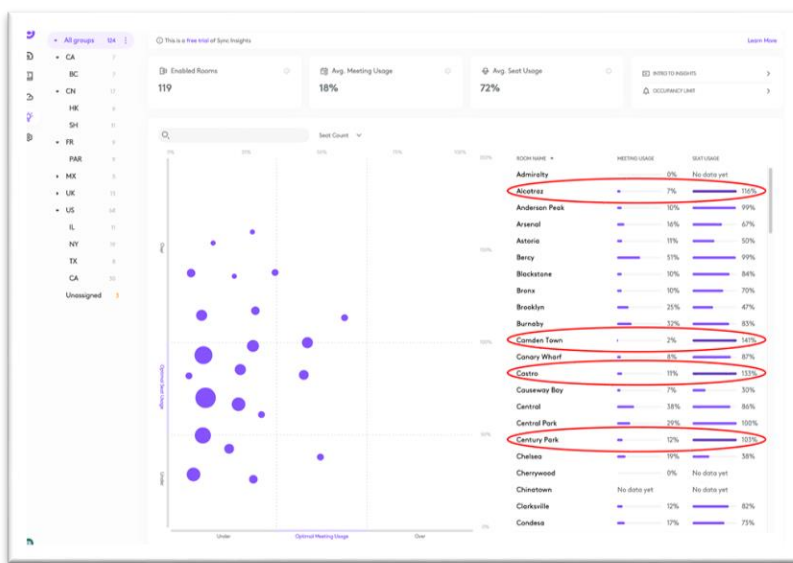 All groups 124
CA 7
BC 7
CN 17
HK 6
SH 11
FR 9
PAR 9
MX 5
UK
US
IL 11
NY
TX
CA
Unassigned 3
This is a free trial of Sync Insights
Learn More
Enabled Rooms
119
Avg. Meeting Usage
18%
Avg. Seat Usage
72%
INTRO TO INSIGHTS
OCCUPANCY LIMIT
Seat Count
0% 25% 50% 75% 100%
200%
150%
100%
50%
0%
Over
Optimal Seat Usage
Under
Under Optimal Meeting Usage Over
ROOM NAME MEETING USAGE SEAT USAGE
Admiralty 0% No data yet
Alcatraz 7% 116%
Anderson Peak 10% 99%
Arsenal 16% 67%
Astoria 11% 50%
Bercy 51% 99%
Blackstone 10% 84%
Bronx 10% 70%
Brooklyn 25% 47%
Burnaby 32% 83%
Camden Town 2% 141%
Canary Wharf 8% 87%
Castro 11% 133%
Causeway Bay 7% 30%
Central 38% 86%
Central Park 29% 100%
Century Park 12% 103%
Chelsea 19% 38%
Cherrywood 0% No data yet
Chinatown No data yet No data yet
Clarksville 12% 82%
Condesa 17% 75%